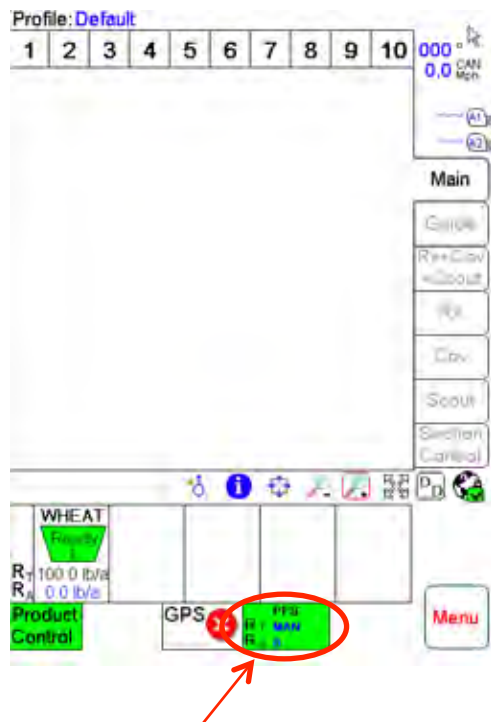 Profile: Default
1 2 3 4 5 6 7 8 9 10
000 °
0.0 CAN Mph
A1
A2
Main
Guide
Rx+Cov
+Scout
Rx
Cov
Scout
Section
Control
WHEAT
Ready
1
RT 100.0 lb/a
RA 0.0 lb/a
Product
Control
GPS
PFS
MAN
Menu